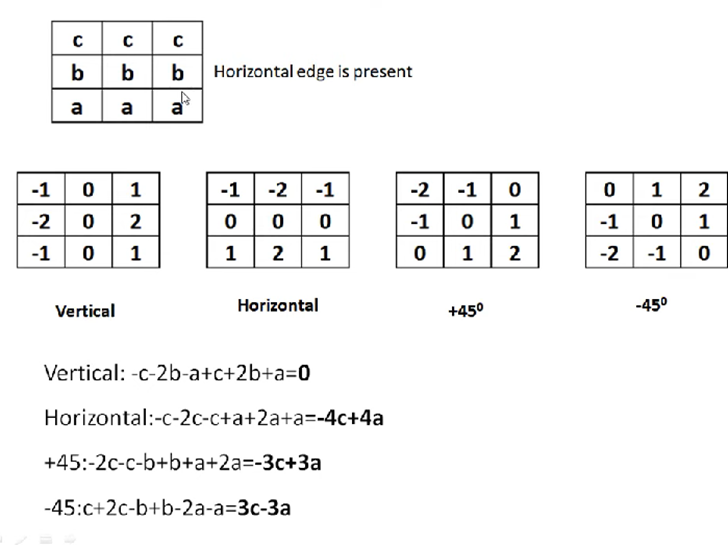 c c c
b b b Horizontal edge is present
a a a
-1 0 1 -1 -2 -1 -2 -1 0 0 1 2
-2 0 2 0 0 0 -1 0 1 -1 0 1
-1 0 1 1 2 1 0 1 2 -2 -1 0
Vertical Horizontal +45⁰ -45⁰
Vertical: -c-2b-a+c+2b+a=0
Horizontal:-c-2c-c+a+2a+a=-4c+4a
+45:-2c-c-b+b+a+2a=-3c+3a
-45:c+2c-b+b-2a-a=3c-3a